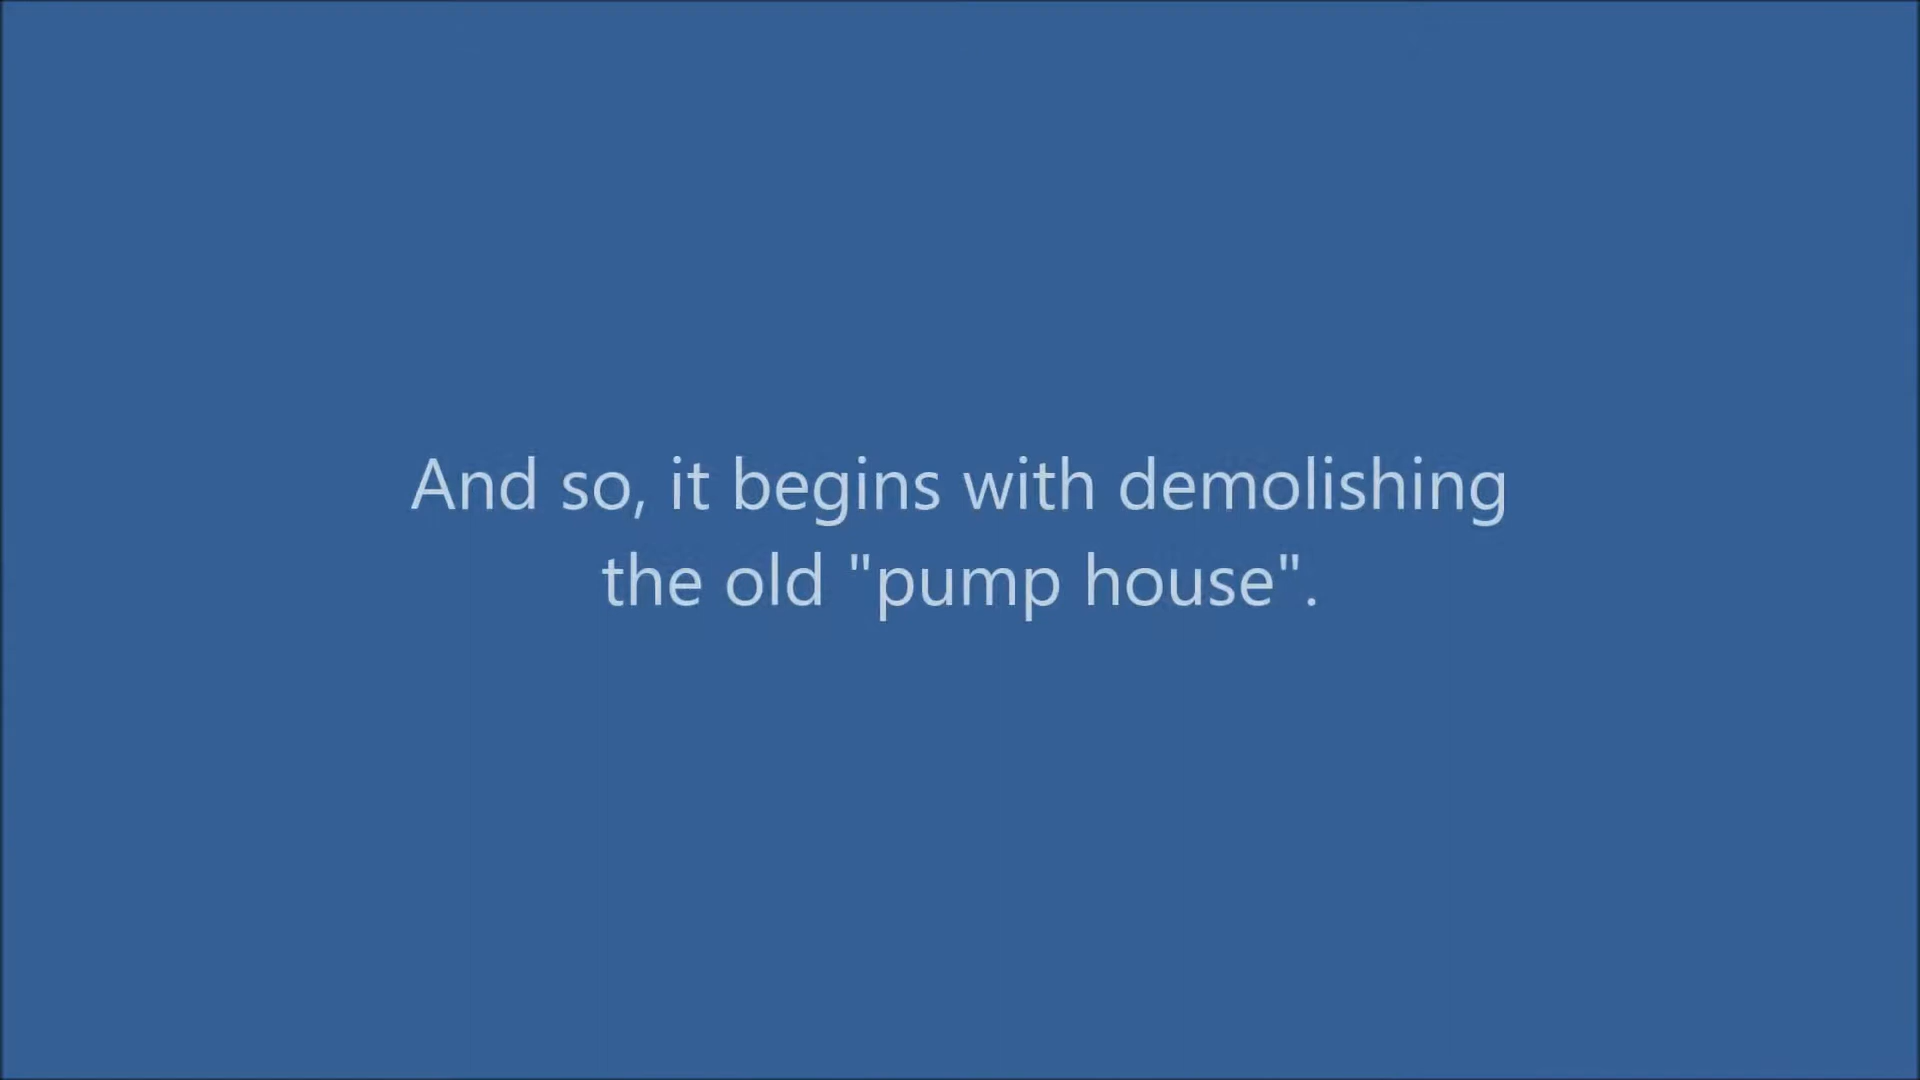 And so, it begins with demolishing
the old "pump house".